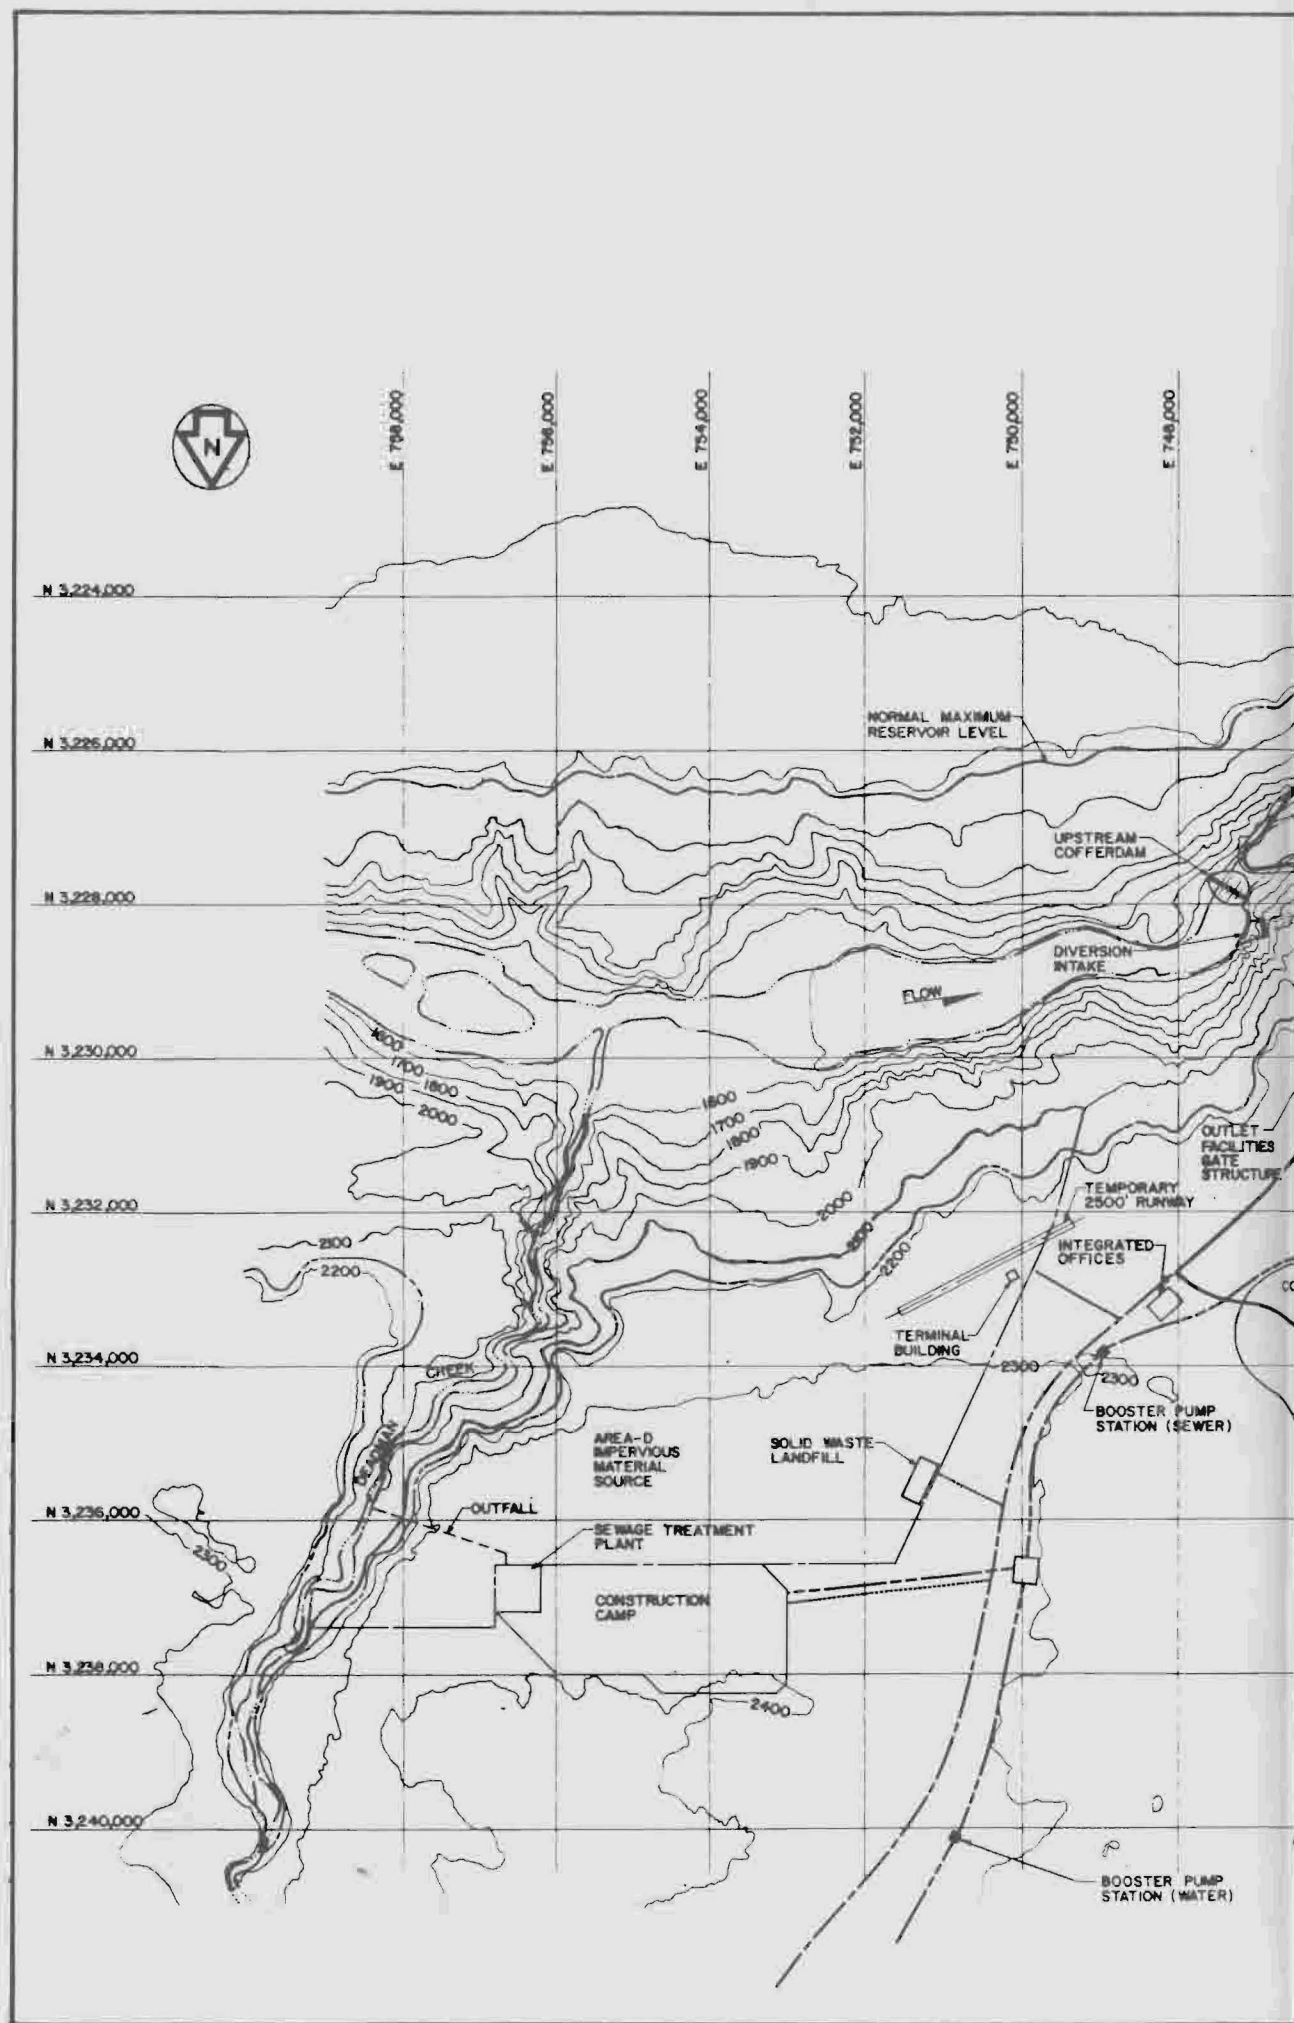 E 758,000
E 756,000
E 754,000
E 752,000
E 750,000
E 748,000
N
N 3,224,000
NORMAL MAXIMUM
RESERVOIR LEVEL
N 3,226,000
UPSTREAM
COFFERDAM
N 3,228,000
DIVERSION
INTAKE
FLOW
N 3,230,000
1600
1700
1800
1900
2000
1600
1700
1800
1900
OUTLET
FACILITIES
GATE
STRUCTURE
TEMPORARY
2500' RUNWAY
N 3,232,000
2000
2100
2200
2100
2200
INTEGRATED
OFFICES
CO
TERMINAL
BUILDING
N 3,234,000
CREEK
2300
2300
BOOSTER PUMP
STATION (SEWER)
DEADMAN
AREA-D
IMPERVIOUS
MATERIAL
SOURCE
SOLID WASTE
LANDFILL
N 3,236,000
OUTFALL
2300
SEWAGE TREATMENT
PLANT
CONSTRUCTION
CAMP
N 3,238,000
2400
N 3,240,000
BOOSTER PUMP
STATION (WATER)